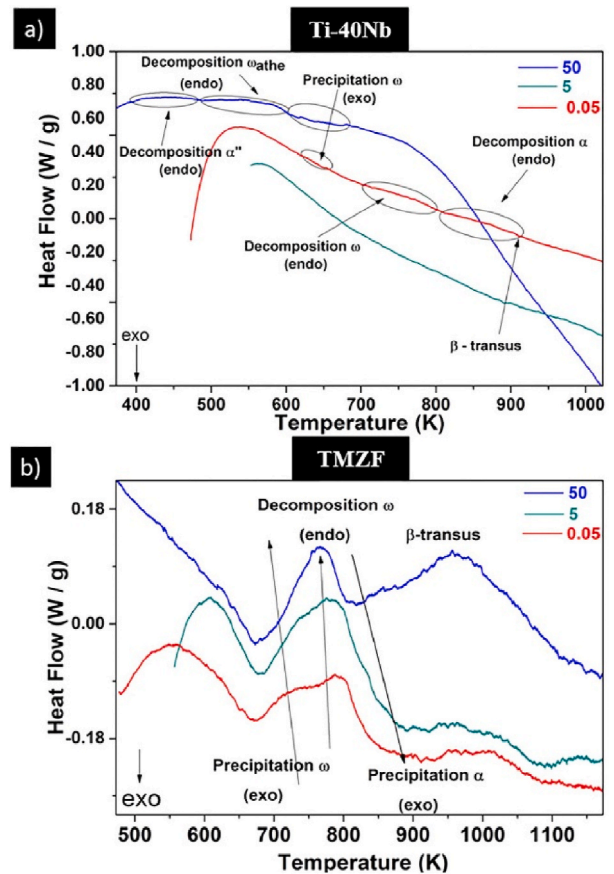 a)
Ti-40Nb
1.00
0.80
0.40
0.20
0.00
-0.20
-0.40
-0.60
-0.80
-1.00
Heat Flow (W / g)
Decomposition ωathe
(endo)
Precipitation ω
(exo)
50
5
0.05
Decomposition α"
(endo)
Decomposition α
(endo)
Decomposition ω
(endo)
β - transus
exo
400 500 600 700 800 900 1000
Temperature (K)
b)
TMZF
0.18
0.00
-0.18
Heat Flow (W / g)
Decomposition ω
(endo)
β-transus
50
5
0.05
Precipitation ω
(exo)
Precipitation α
(exo)
exo
500 600 700 800 900 1000 1100
Temperature (K)